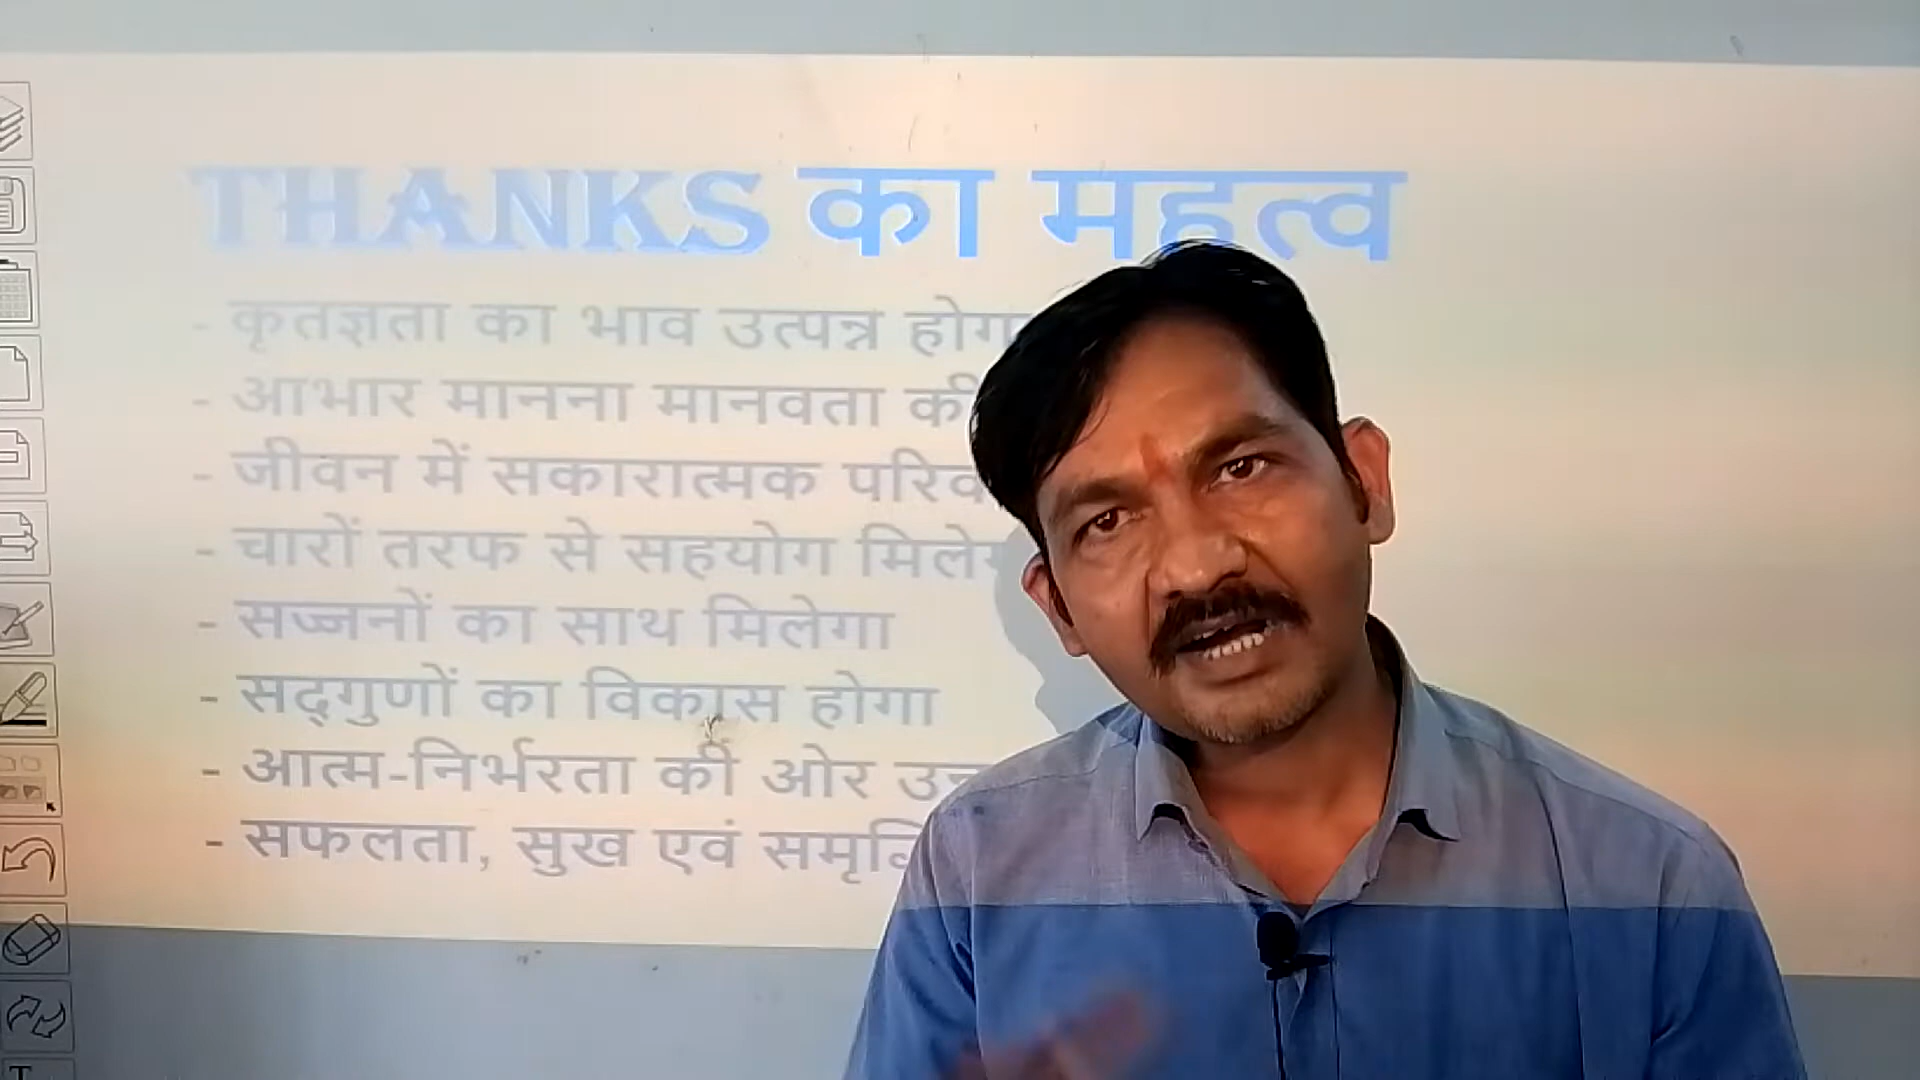 THANKS का महत्व
- कृतज्ञता का भाव उत्पन्न होगा
- आभार मानना मानवता की
- जीवन में सकारात्मक
- चारों तरफ से सहयोग
- सज्जनों का साथ मिलेगा
- सद्‌गुणों का विकास होगा
- आत्म-निर्भरता की ओर
- सफलता, सुख एवं